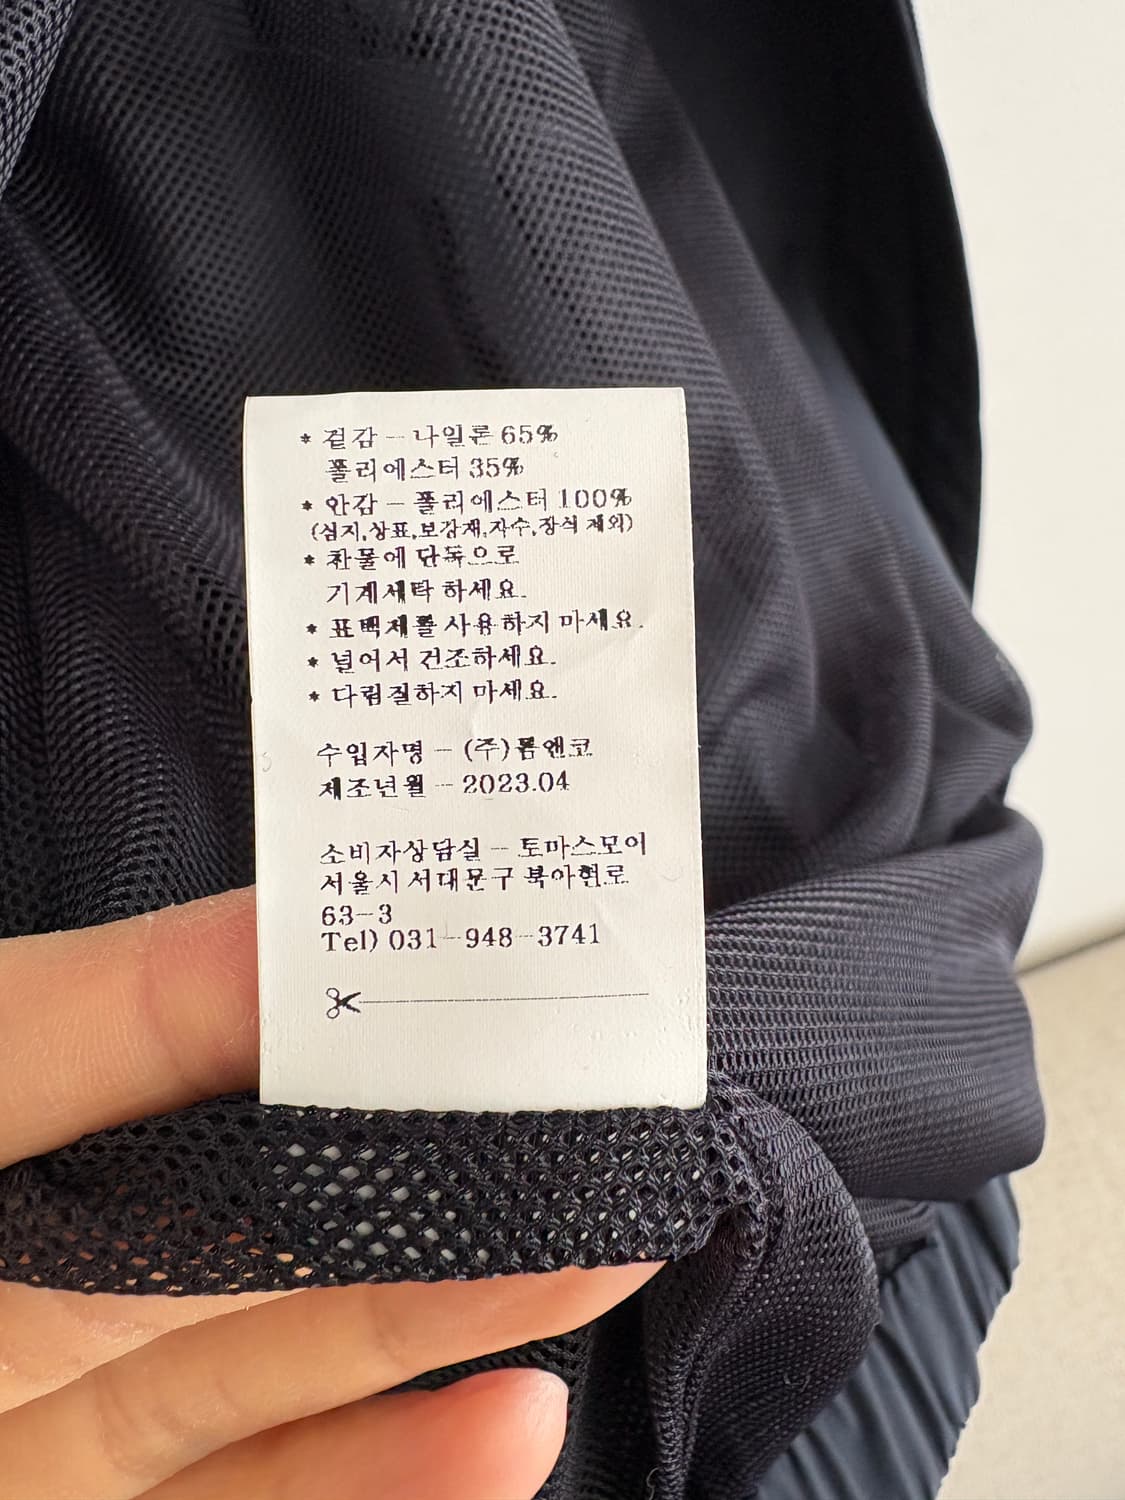 * 겉감 - 나일론 65%
폴리에스터 35%
* 안감 - 폴리에스터 100%
(심지,상표,보강재,자수,장식 제외)
* 찬물에 단독으로
기계세탁 하세요.
* 표백제를 사용하지 마세요.
* 널어서 건조하세요.
* 다림질하지 마세요.
수입자명 - (주)폼앤코
제조년월 - 2023.04
소비자상담실 - 토마스모어
서울시 서대문구 북아현로
63-3
Tel) 031-948-3741